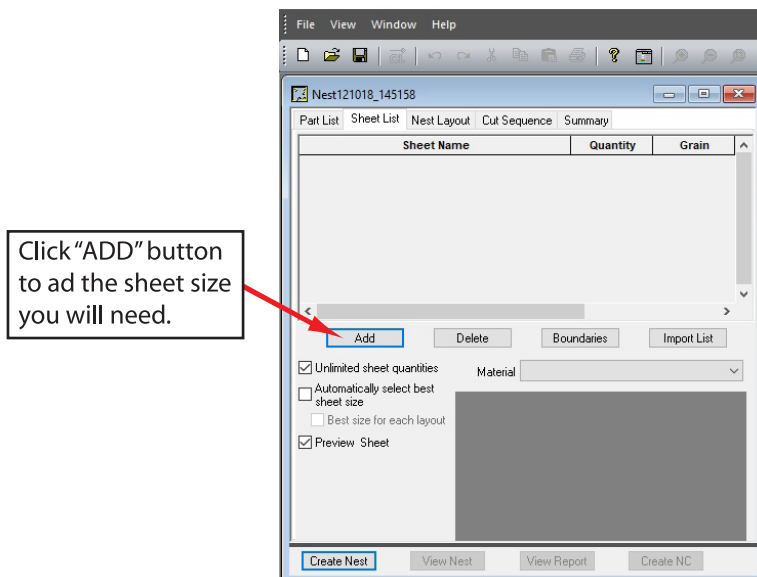 File View Window Help
Nest121018_145158
Part List Sheet List Nest Layout Cut Sequence Summary
Sheet Name Quantity Grain
Click “ADD” button
to ad the sheet size
you will need.
Add Delete Boundaries Import List
Unlimited sheet quantities
Material
Automatically select best
sheet size
Best size for each layout
Preview Sheet
Create Nest View Nest View Report Create NC